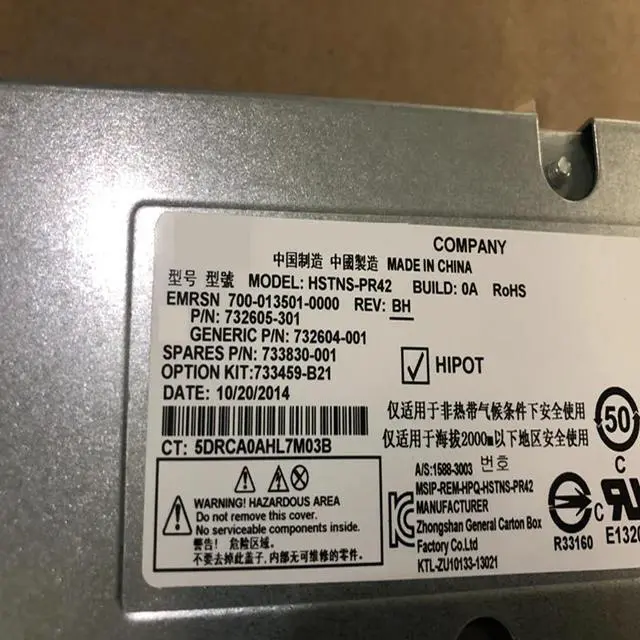 COMPANY
中国制造 中國製造 MADE IN CHINA
型号 型號 MODEL: HSTNS-PR42 BUILD: 0A RoHS
EMRSN 700-013501-0000 REV: BH
P/N: 732605-301
GENERIC P/N: 732604-001
SPARES P/N: 733830-001
OPTION KIT:733459-B21
DATE: 10/20/2014
HIPOT
CT: 5DRCA0AHL7M03B
仅适用于非热带气候条件下安全使用
仅适用于海拔2000m以下地区安全使用
50
C
A/S:1588-3003 번호
MSIP-REM-HPQ-HSTNS-PR42
MANUFACTURER
Zhongshan General Carton Box
Factory Co.Ltd
KTL-ZU10133-13021
R33160
C
E1320
WARNING! HAZARDOUS AREA
Do not remove this cover.
No serviceable components inside.
警告! 危险区域.
不要去掉此盖子,内部无可维修的零件.